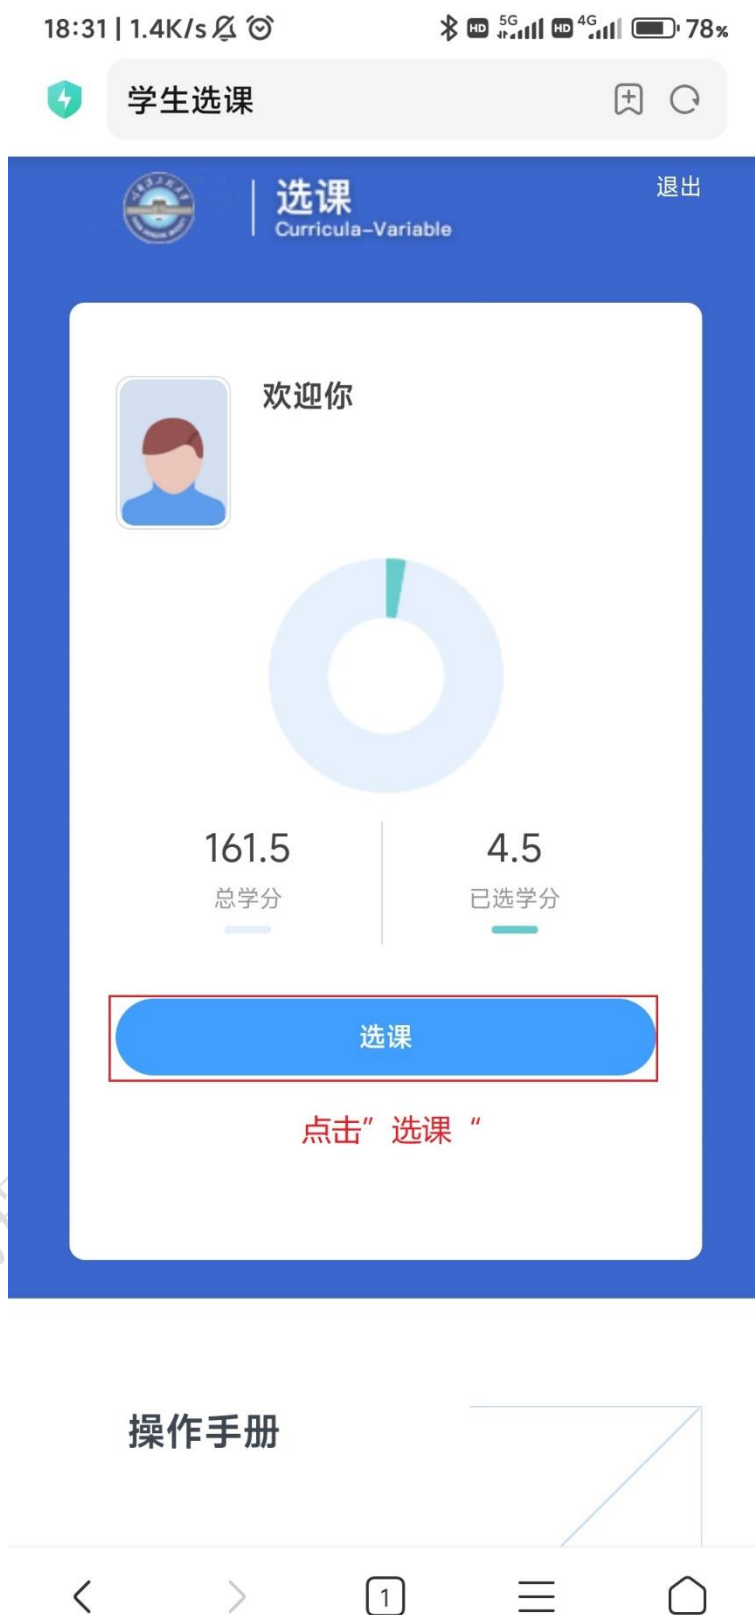 18:31 | 1.4K/s HD 5G HD 4G 78%
学生选课
选课 退出
Curricula-Variable
欢迎你
161.5 4.5
总学分 已选学分
选课
点击”选课“
操作手册
1